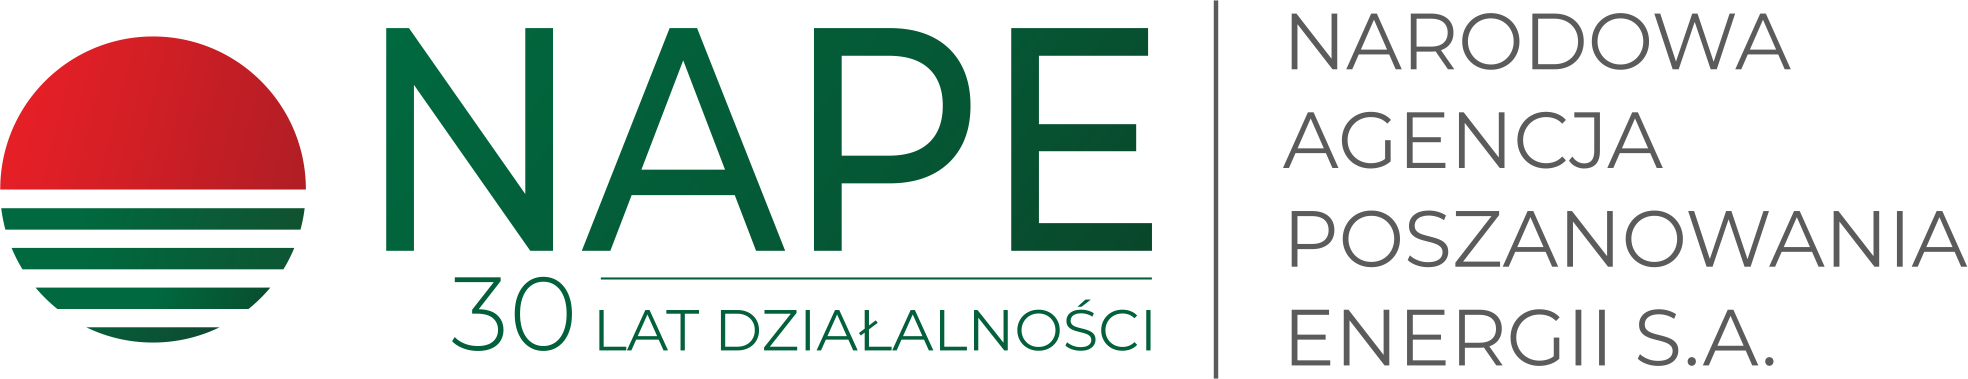 NAPE
30 LAT DZIAŁALNOŚCI
NARODOWA
AGENCJA
POSZANOWANIA
ENERGII S.A.